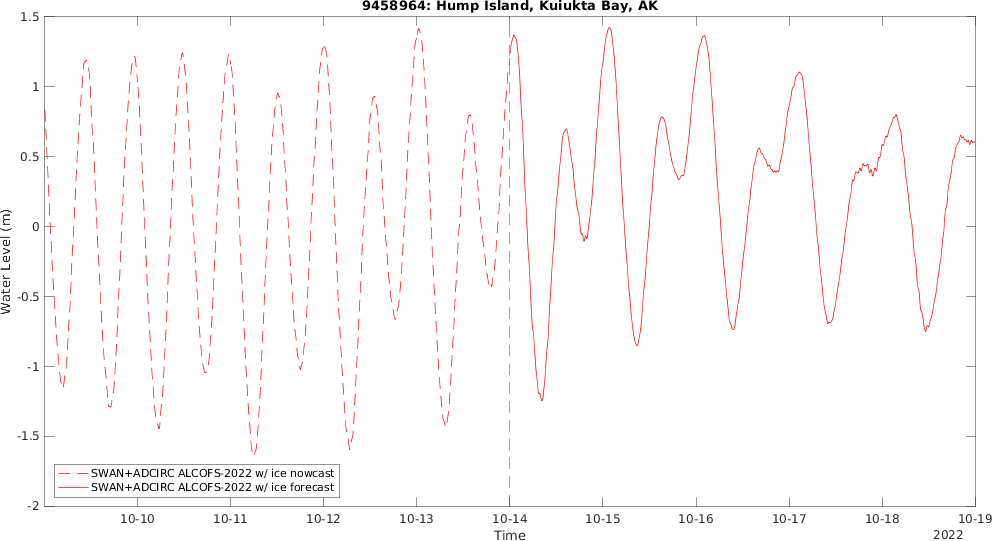 9458964: Hump Island, Kuiukta Bay, AK
1.5
1
0.5
0
-0.5
-1
-1.5
-2
Water Level (m)
SWAN+ADCIRC ALCOFS-2022 w/ ice nowcast
SWAN+ADCIRC ALCOFS-2022 w/ ice forecast
10-10 10-11 10-12 10-13 10-14 10-15 10-16 10-17 10-18 10-19
Time
2022